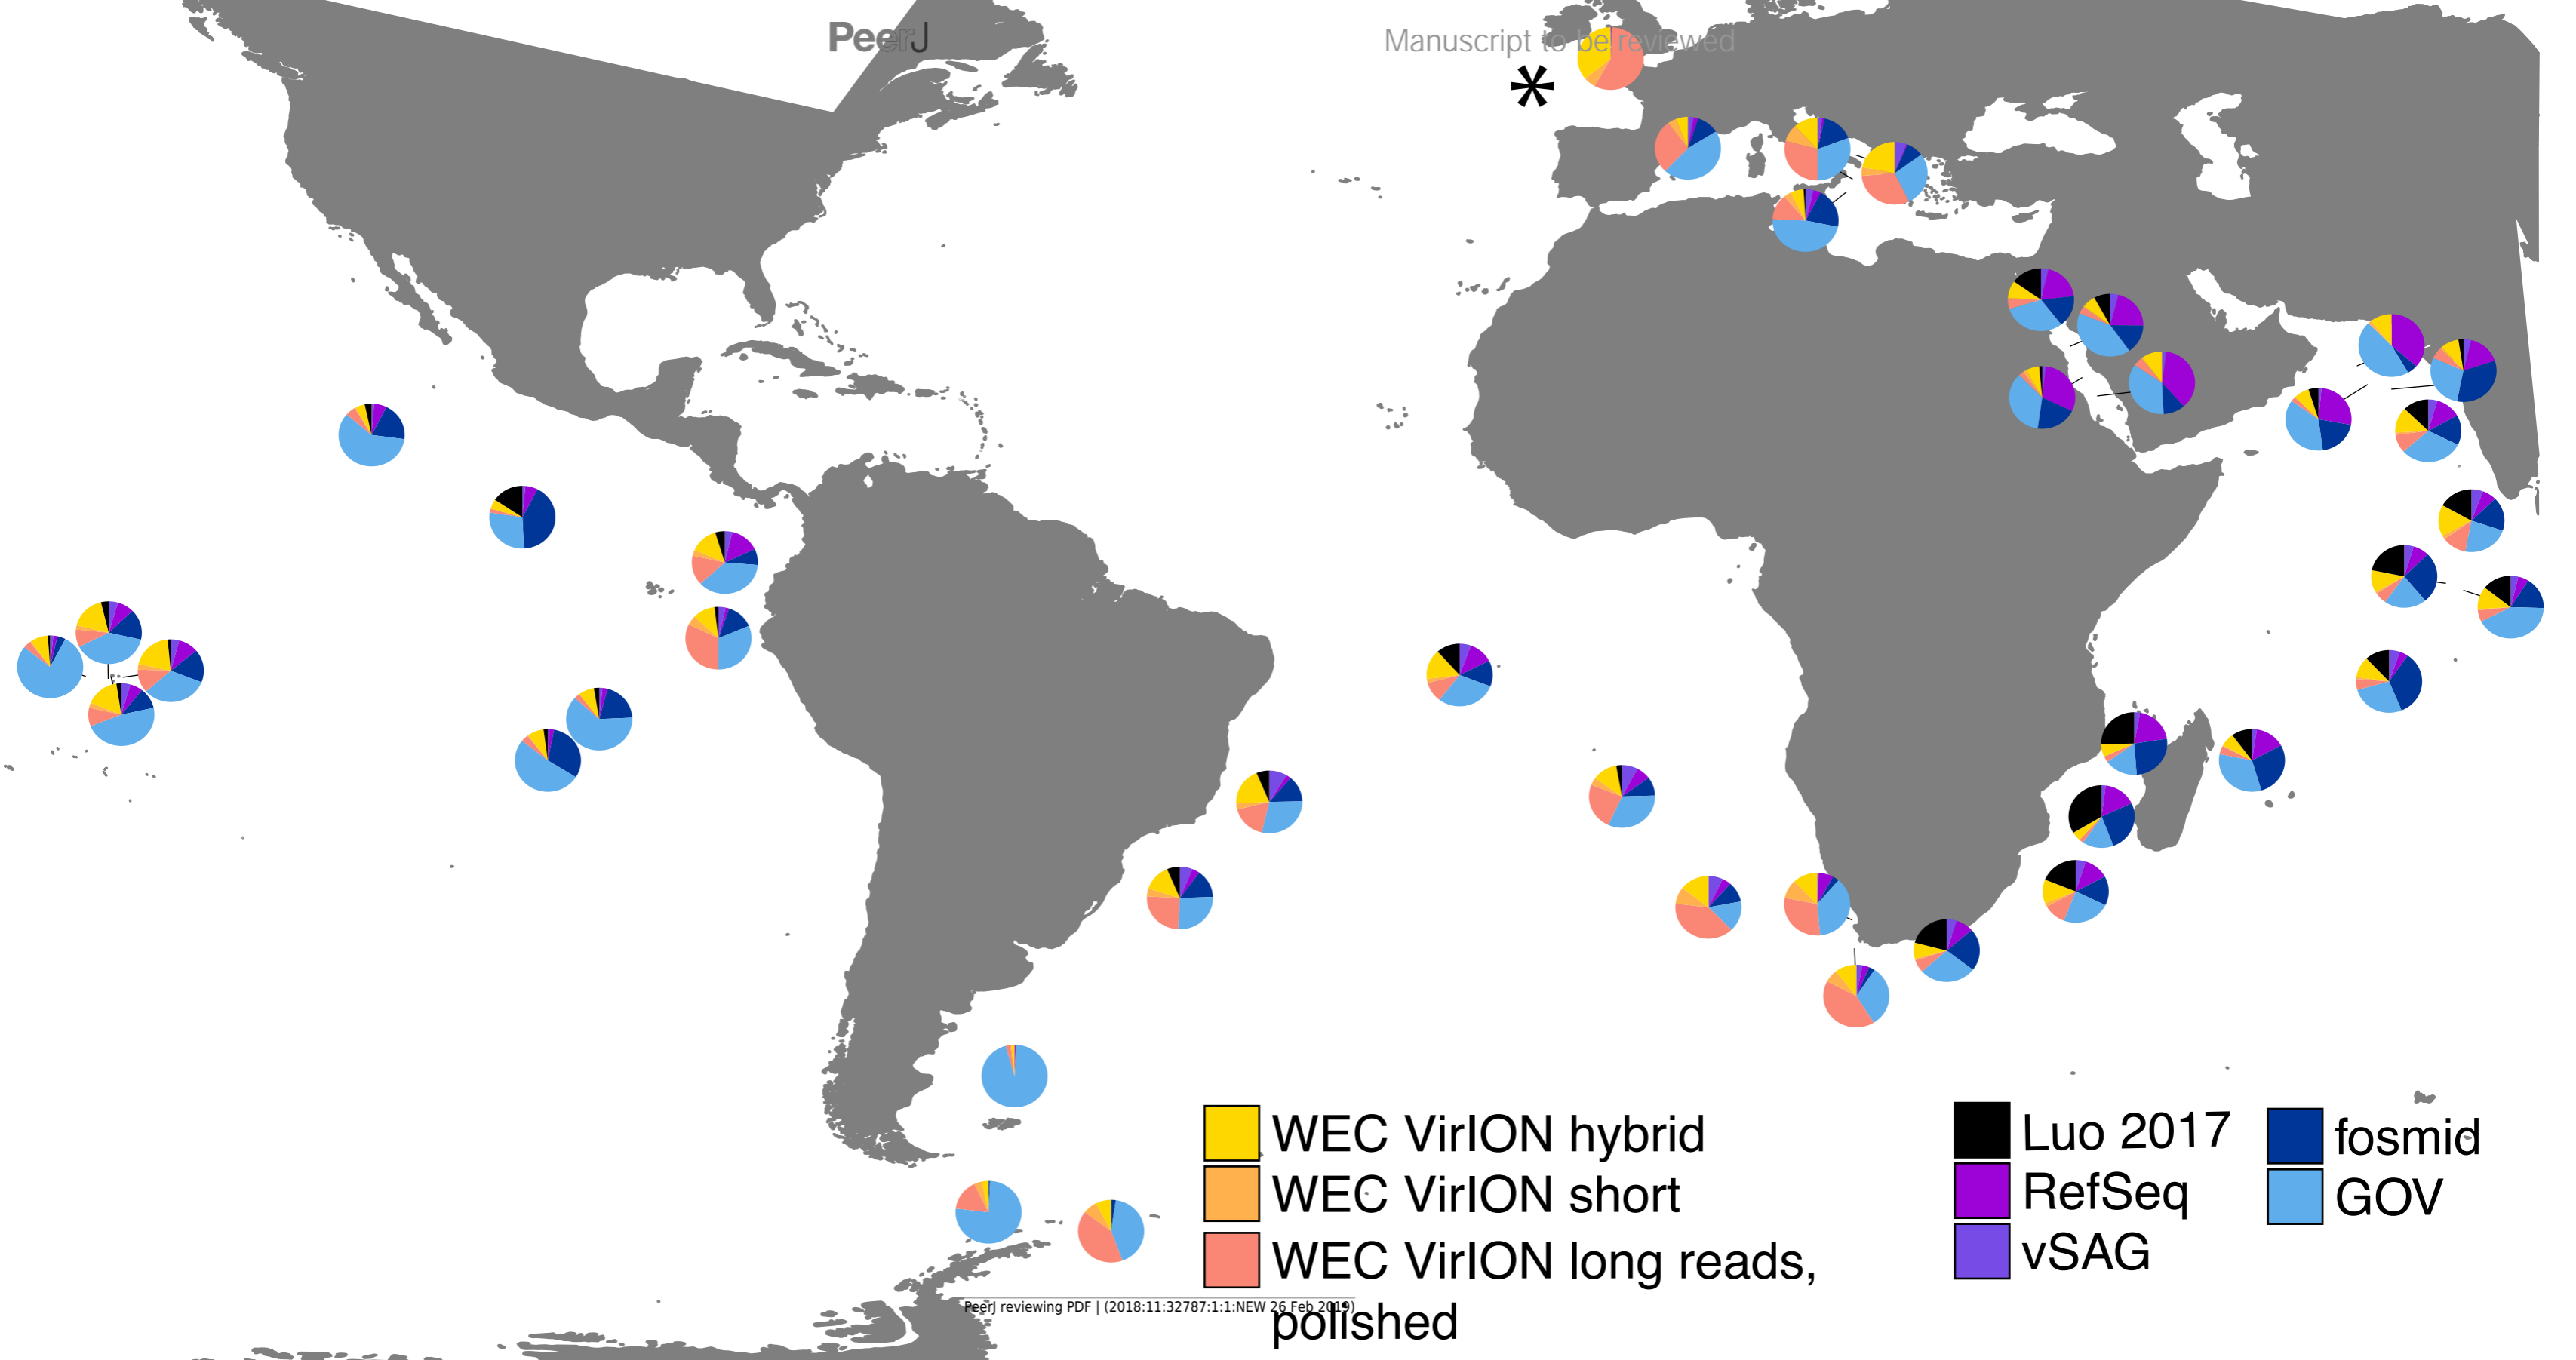 PeerJ
Manuscript to be reviewed
*
WEC VirION hybrid
WEC VirION short
WEC VirION long reads,
polished
Luo 2017
RefSeq
vSAG
fosmid
GOV
PeerJ reviewing PDF | (2018:11:32787:1:1:NEW 26 Feb 2019)